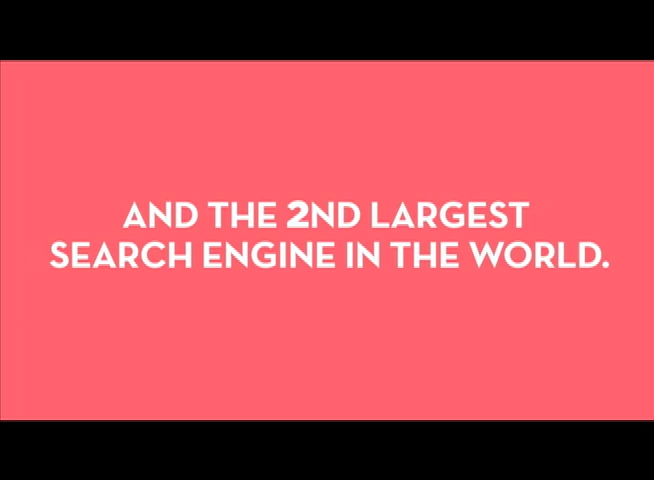 AND THE 2ND LARGEST
SEARCH ENGINE IN THE WORLD.